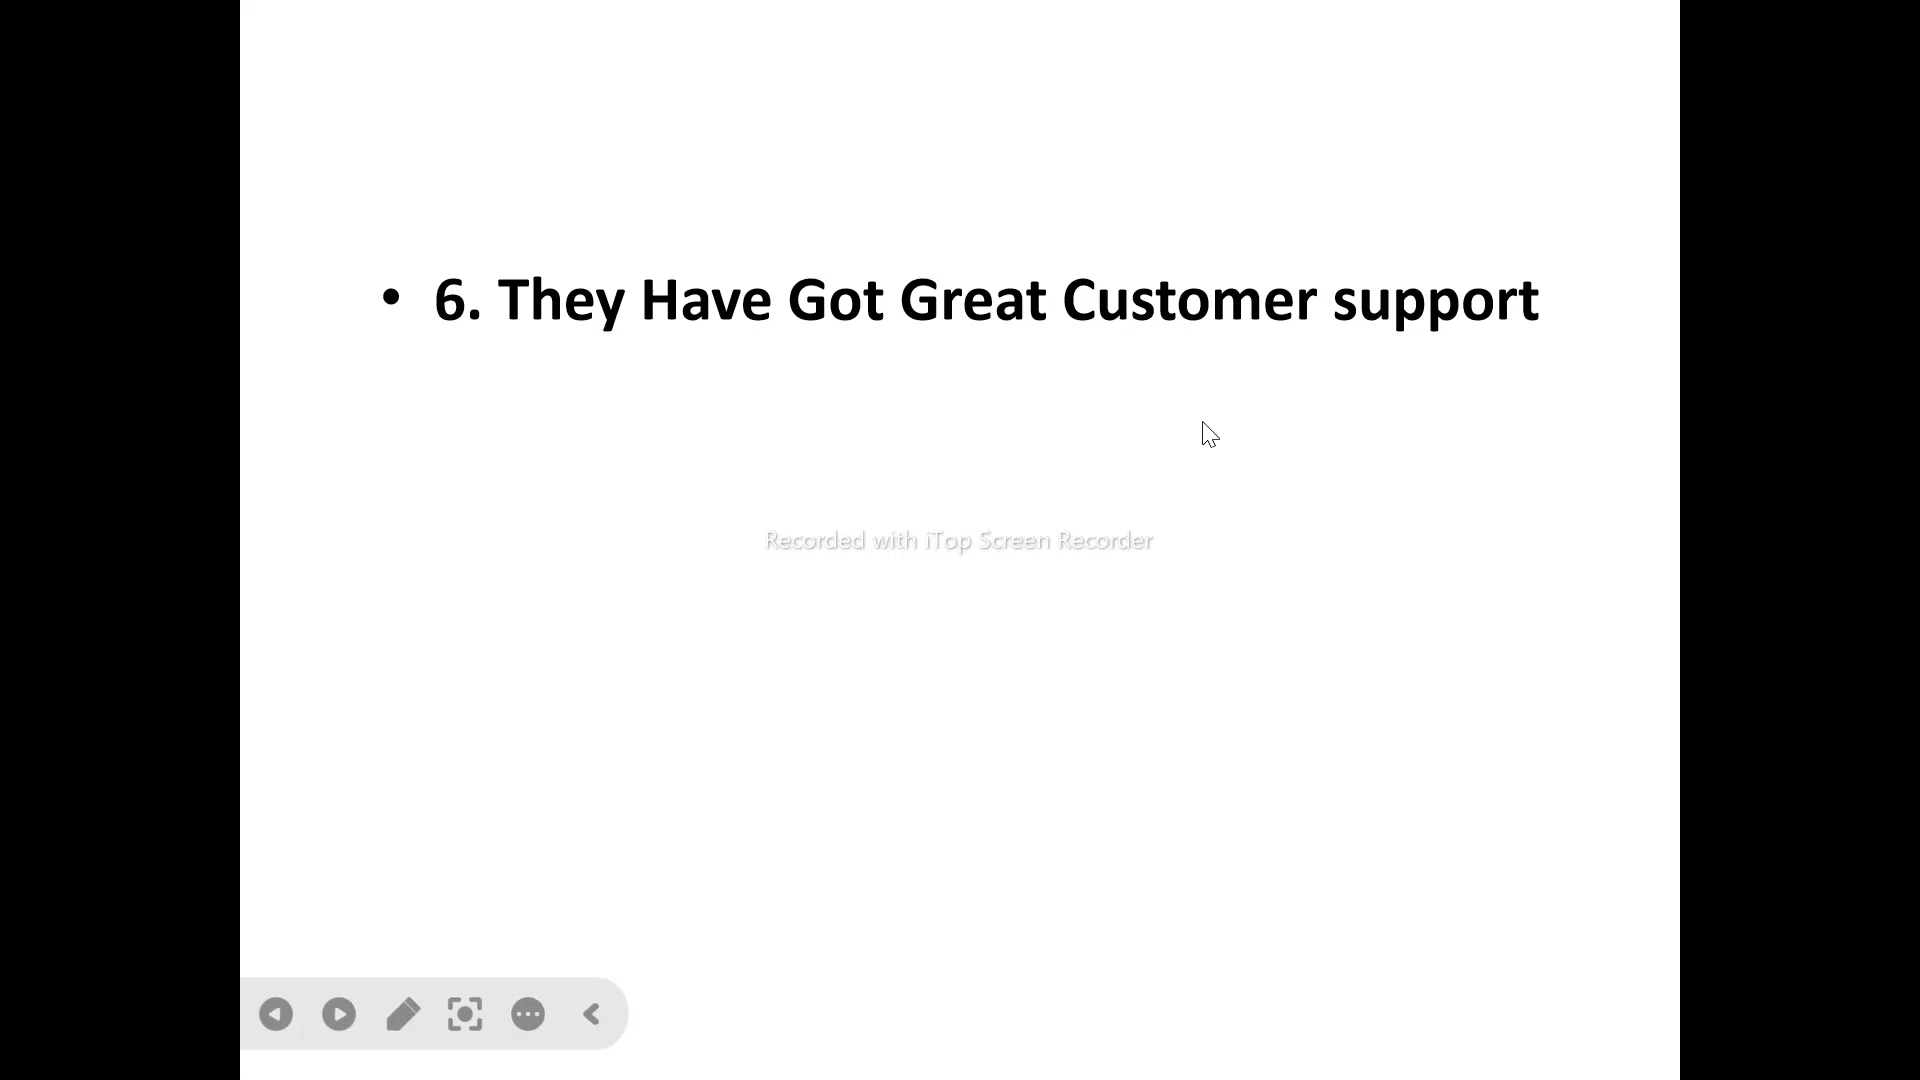 • 6. They Have Got Great Customer support
Recorded with iTop Screen Recorder